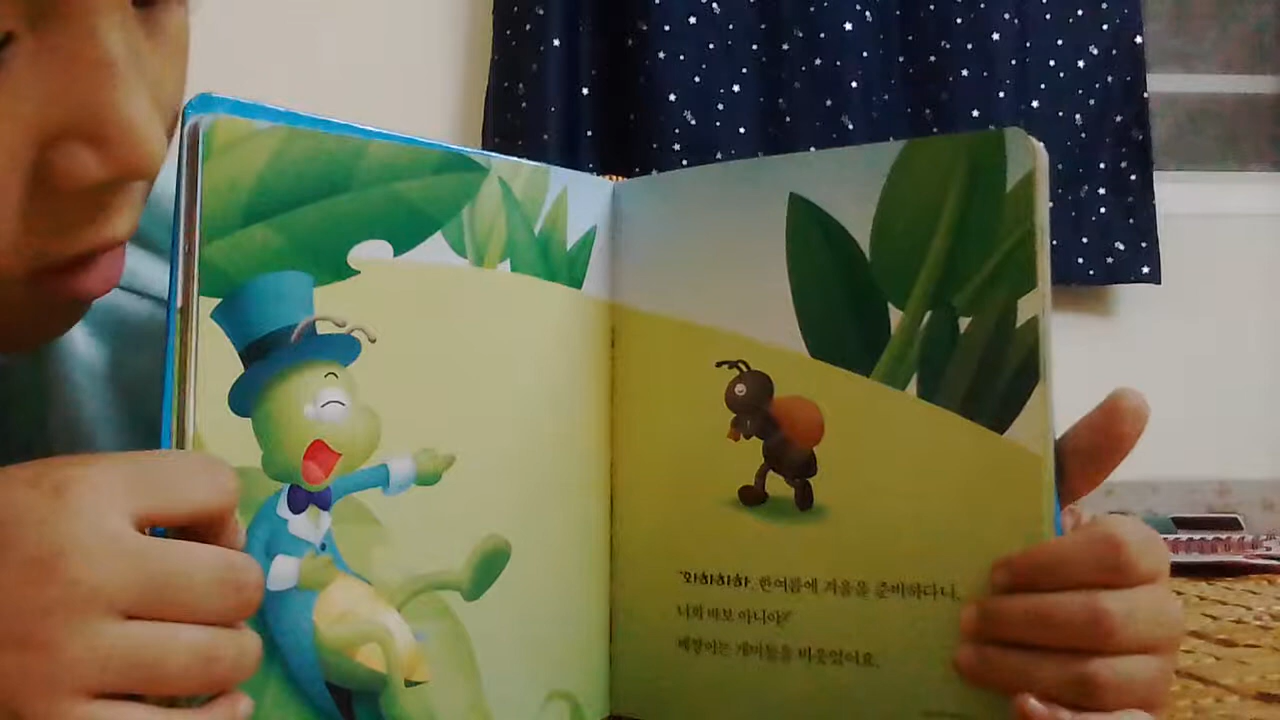 "와하하하, 한여름에 겨울을 준비하다니.
너희 바보 아니야?"
베짱이는 개미들을 비웃었어요.